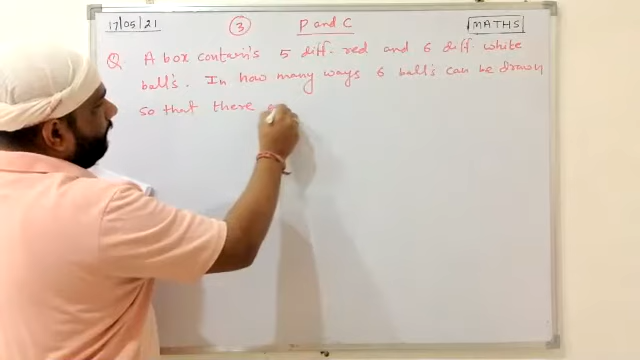 17/05/21 3 P and C MATHS
Q A box contain's 5 diff. red and 6 diff. white
ball's. In how many ways 6 ball's can be drawn
so that there